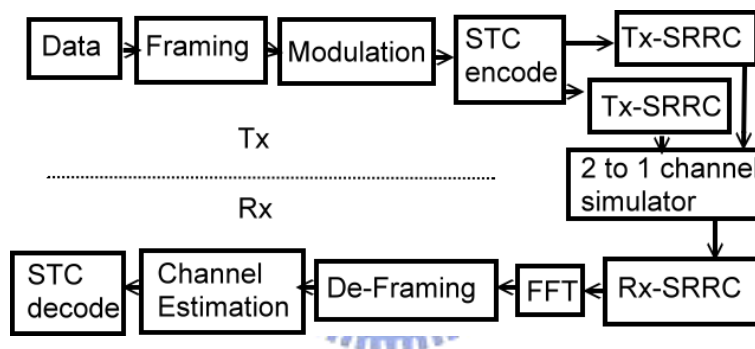 Data
Framing
Modulation
STC
encode
Tx-SRRC
Tx-SRRC
Tx
2 to 1 channel
simulator
Rx
STC
decode
Channel
Estimation
De-Framing
FFT
Rx-SRRC